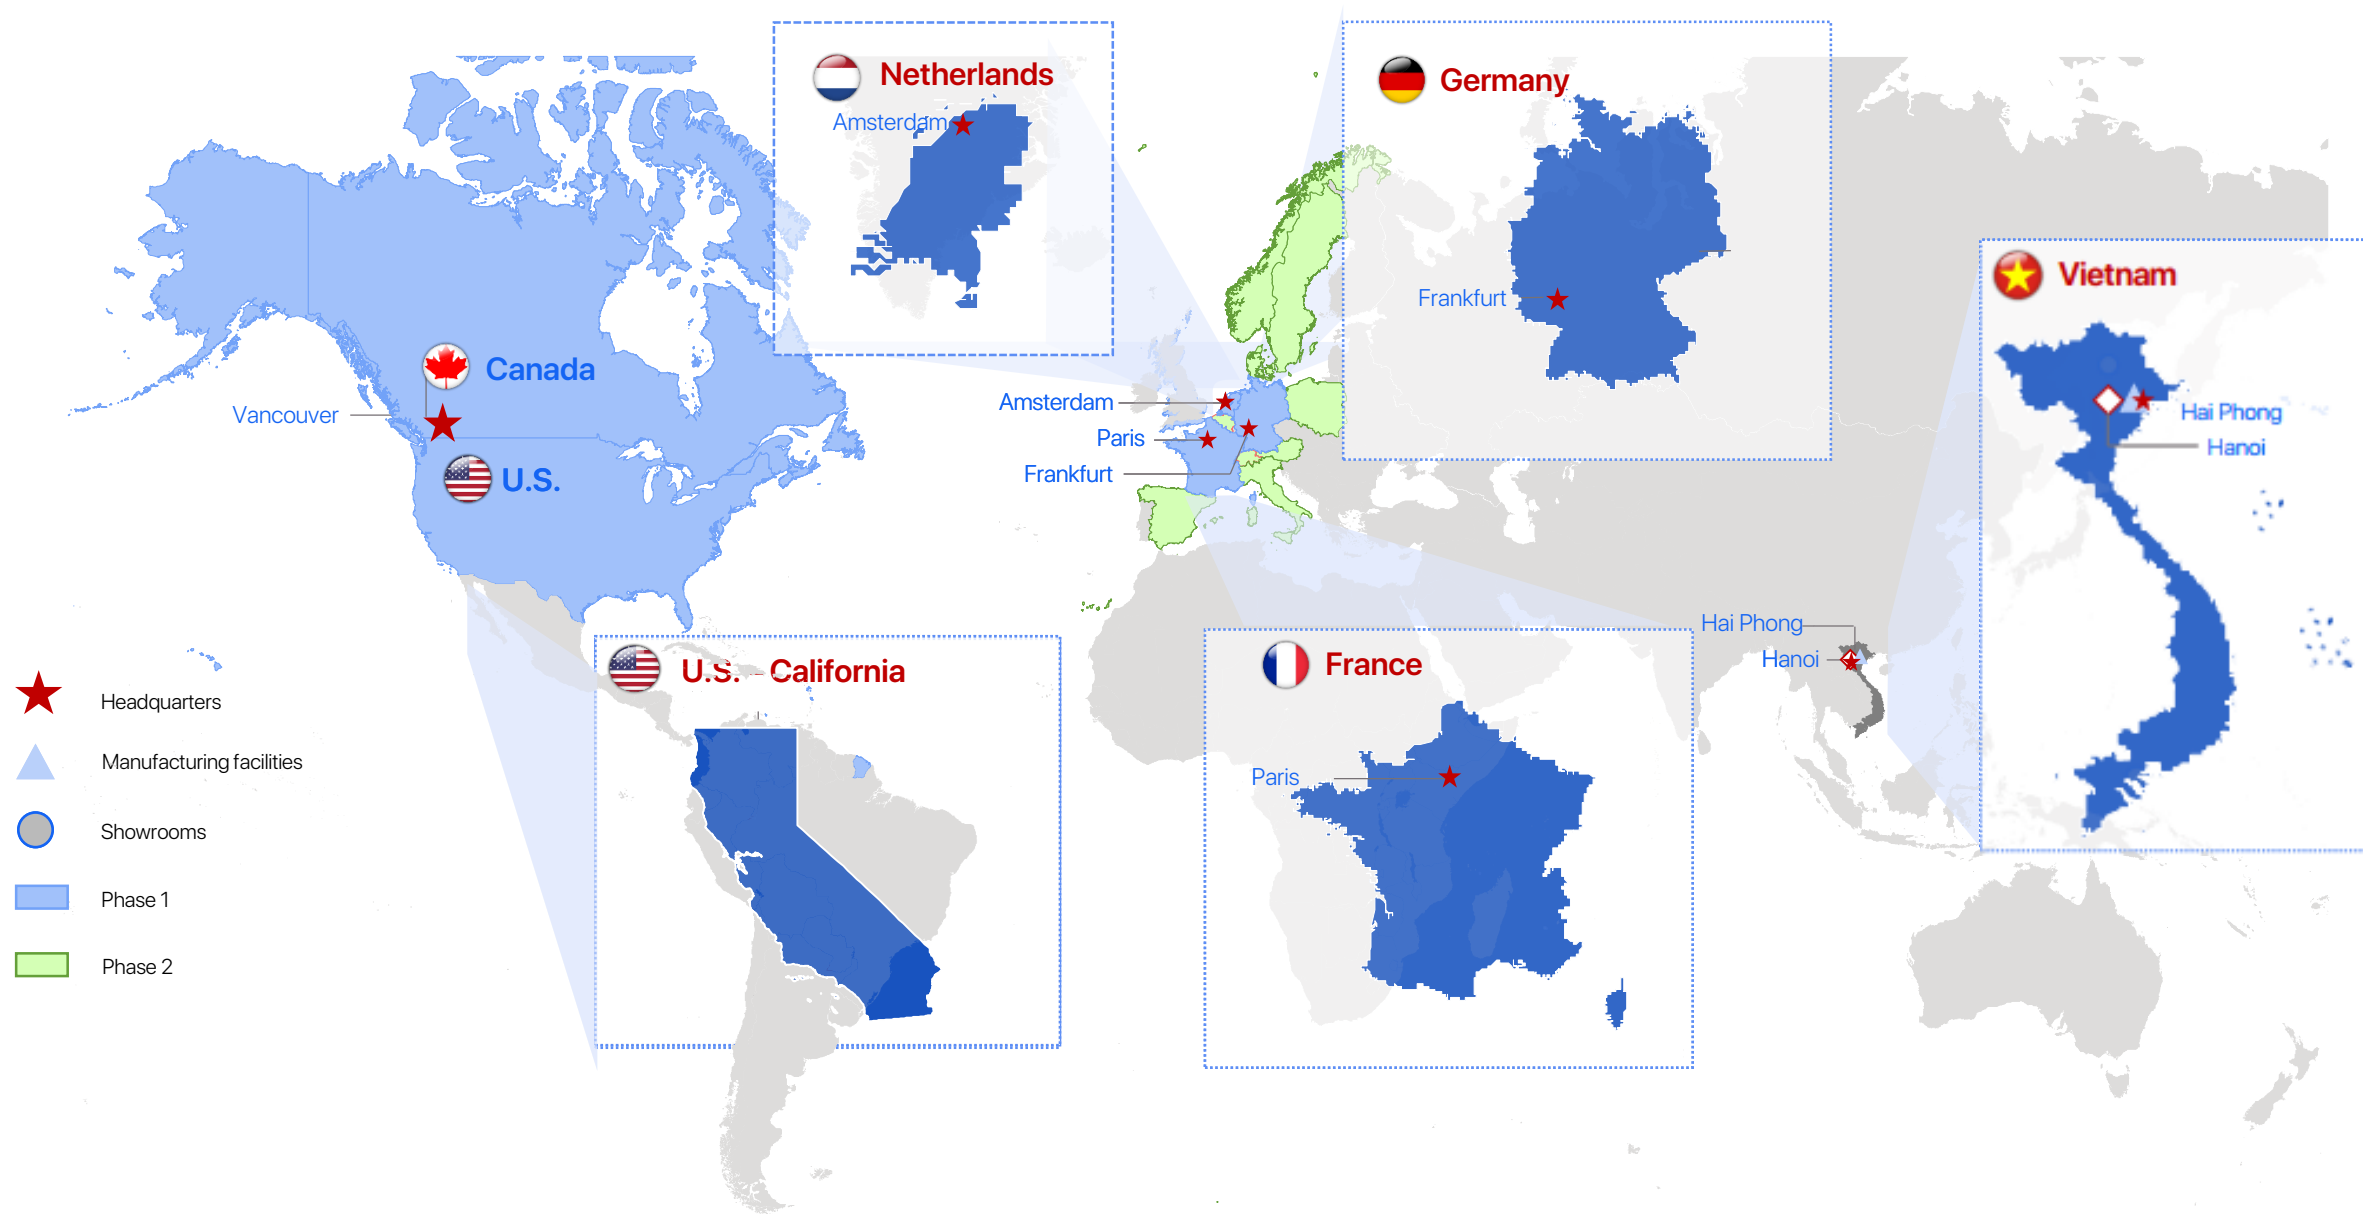 Netherlands
Amsterdam
Germany
Frankfurt
Vietnam
Hai Phong
Hanoi
Canada
Vancouver
U.S.
Amsterdam
Paris
Frankfurt
Hai Phong
Hanoi
U.S. – California
France
Paris
Headquarters
Manufacturing facilities
Showrooms
Phase 1
Phase 2